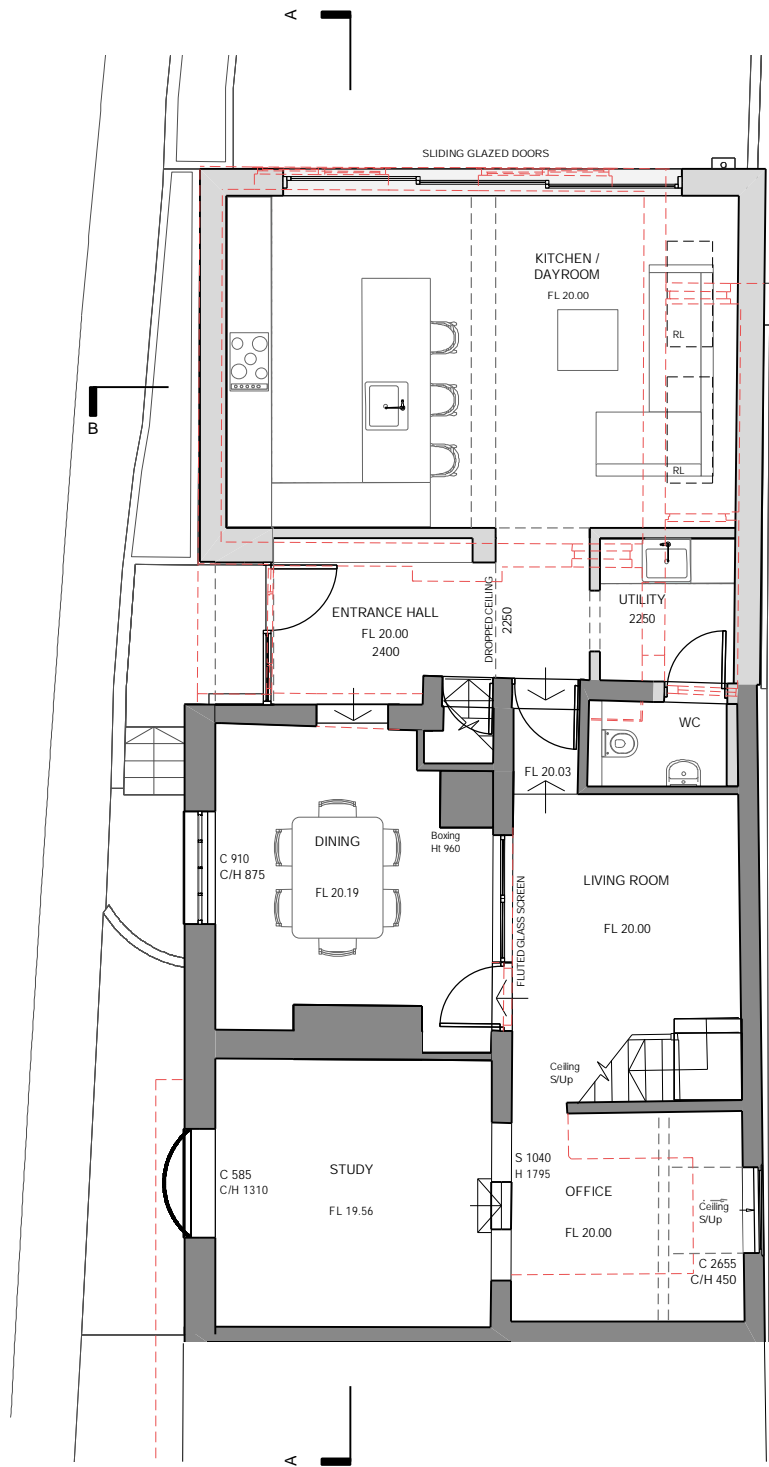 A
SLIDING GLAZED DOORS
KITCHEN /
DAYROOM
FL 20.00
RL
B
RL
ENTRANCE HALL
FL 20.00
2400
DROPPED CEILING
2250
UTILITY
2250
WC
FL 20.03
DINING
FL 20.19
C 910
C/H 875
Boxing
Ht 960
FLUTED GLASS SCREEN
LIVING ROOM
FL 20.00
Ceiling
S/Up
STUDY
FL 19.56
C 585
C/H 1310
S 1040
H 1795
OFFICE
FL 20.00
Ceiling
S/Up
C 2655
C/H 450
A